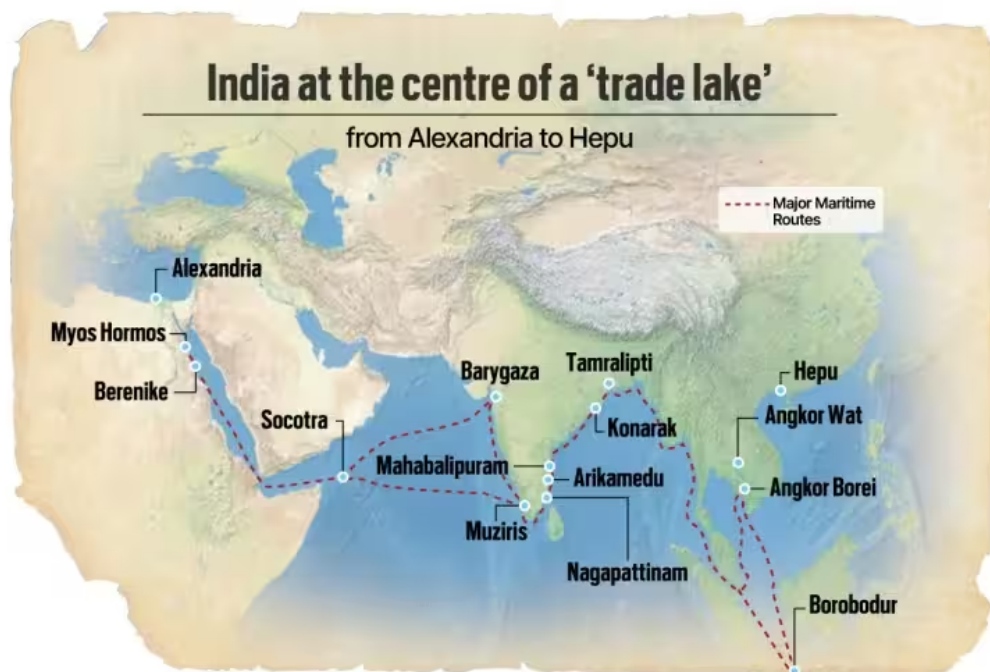 India at the centre of a ‘trade lake’
from Alexandria to Hepu
Major Maritime
Routes
Alexandria
Myos Hormos
Berenike
Socotra
Barygaza
Tamralipti
Hepu
Konarak
Angkor Wat
Mahabalipuram
Arikamedu
Angkor Borei
Muziris
Nagapattinam
Borobodur